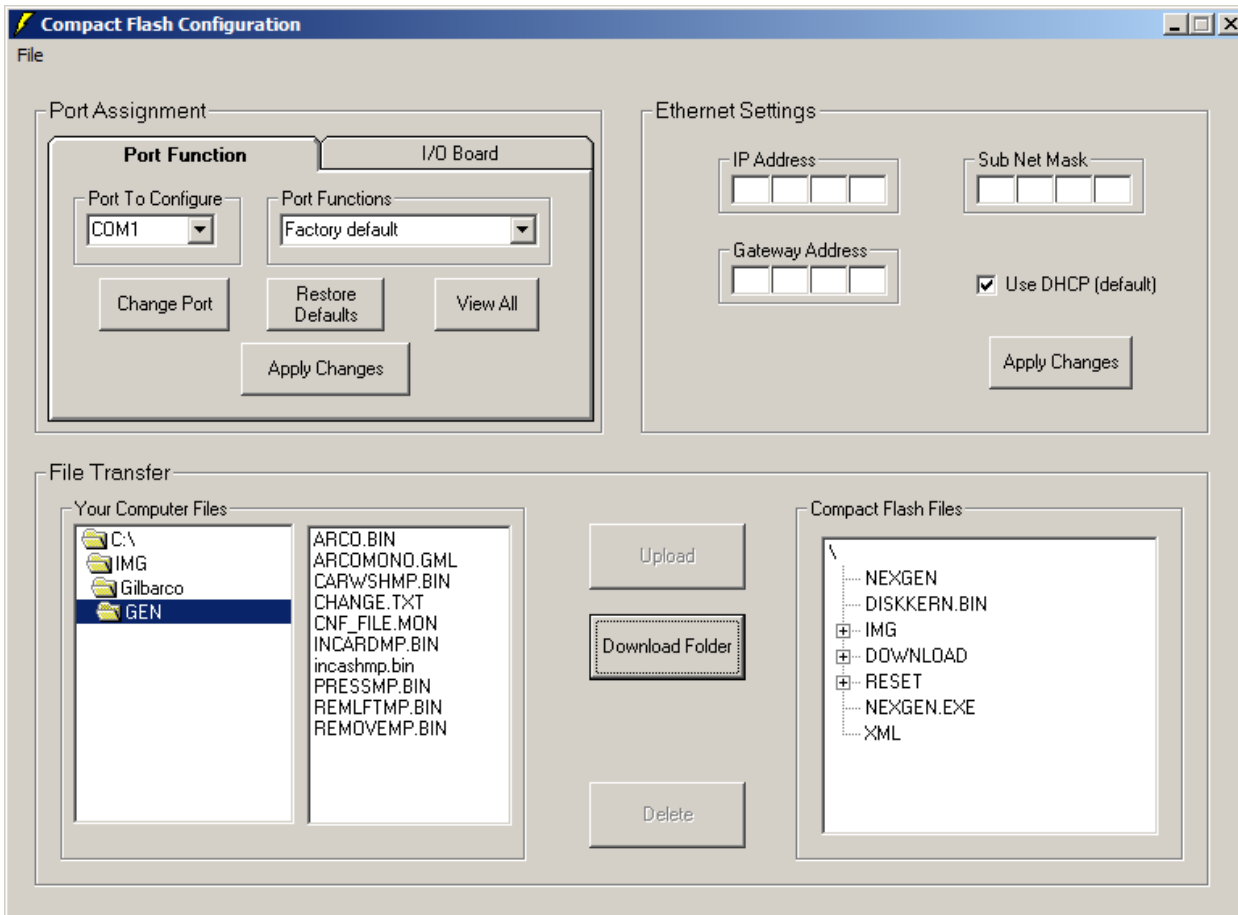 Compact Flash Configuration
File
Port Assignment
Port Function
I/O Board
Port To Configure
COM1
Port Functions
Factory default
Change Port
Restore
Defaults
View All
Apply Changes
Ethernet Settings
IP Address
Sub Net Mask
Gateway Address
Use DHCP (default)
Apply Changes
File Transfer
Your Computer Files
C:\
IMG
Gilbarco
GEN
ARCO.BIN
ARCOMONO.GML
CARWSHMP.BIN
CHANGE.TXT
CNF_FILE.MON
INCARDMP.BIN
incashmp.bin
PRESSMP.BIN
REMLFTMP.BIN
REMOVEMP.BIN
Upload
Download Folder
Delete
Compact Flash Files
\
NEXGEN
DISKKERN.BIN
IMG
DOWNLOAD
RESET
NEXGEN.EXE
XML